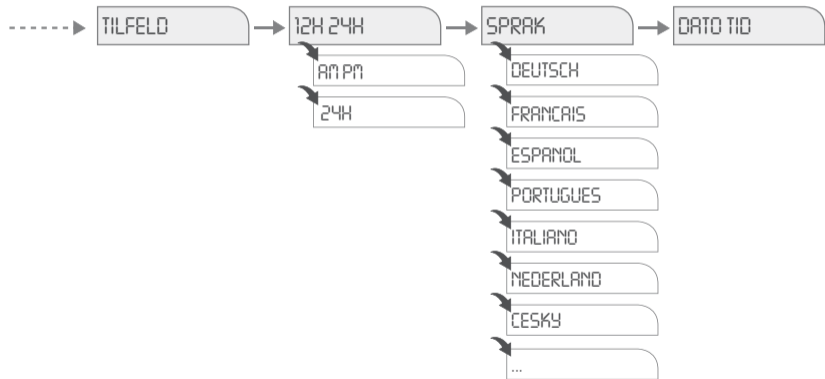 TILFELD
12H 24H
SPRAK
DATO TID
AM PM
24H
DEUTSCH
FRANCAIS
ESPANOL
PORTUGUES
ITALIANO
NEDERLAND
CESKY
...